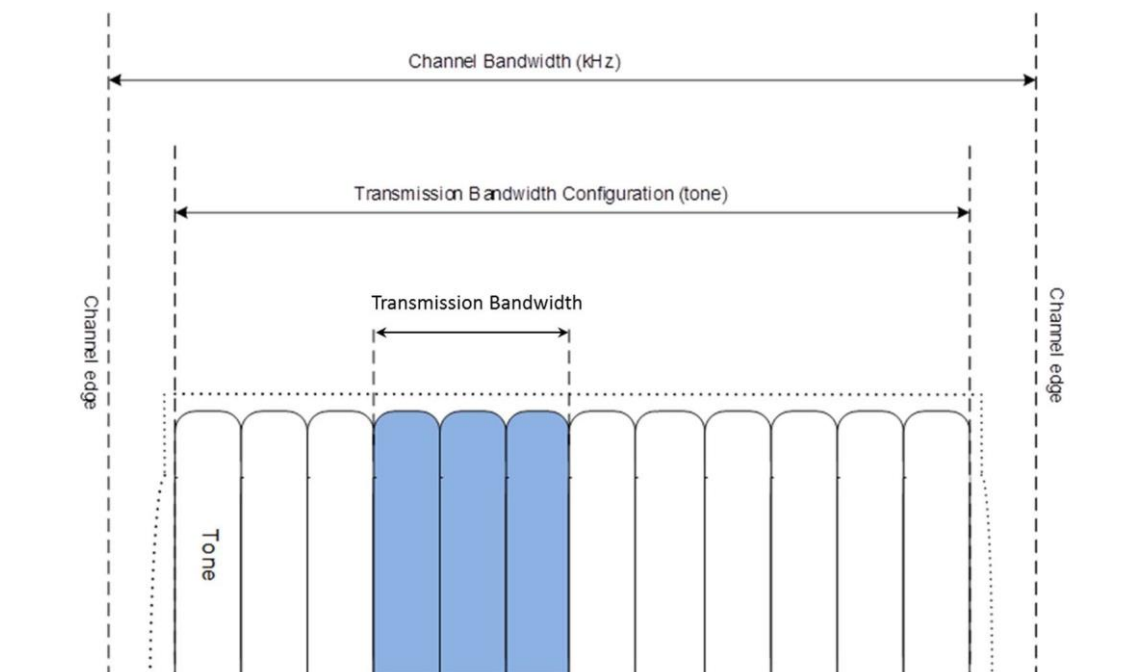 Channel Bandwidth (kHz)
Transmission Bandwidth Configuration (tone)
Transmission Bandwidth
Channel edge
Channel edge
Tone